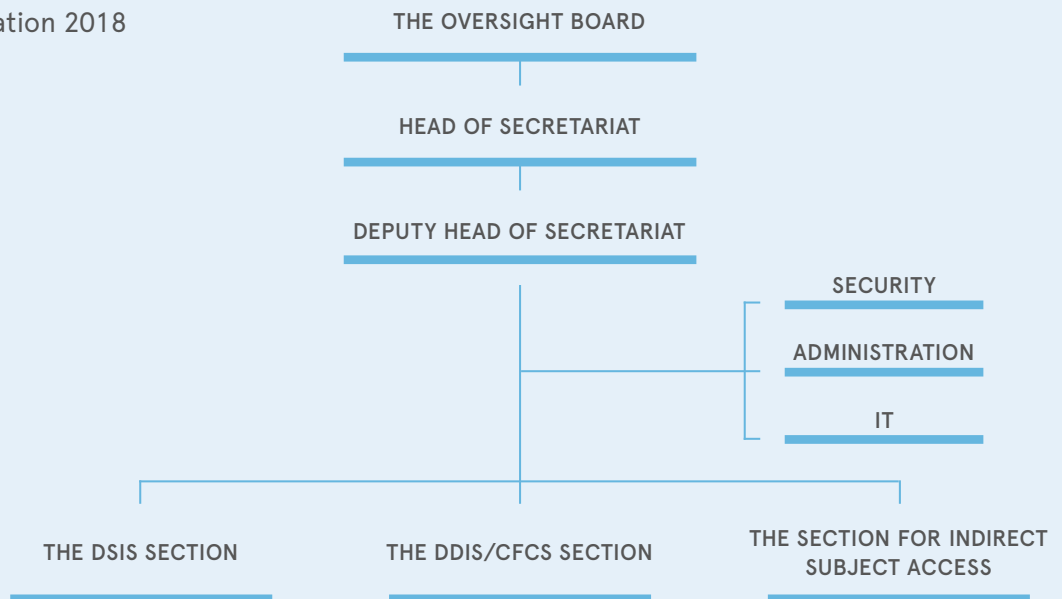 ation 2018
THE OVERSIGHT BOARD
HEAD OF SECRETARIAT
DEPUTY HEAD OF SECRETARIAT
SECURITY
ADMINISTRATION
IT
THE DSIS SECTION
THE DDIS/CFCS SECTION
THE SECTION FOR INDIRECT
SUBJECT ACCESS